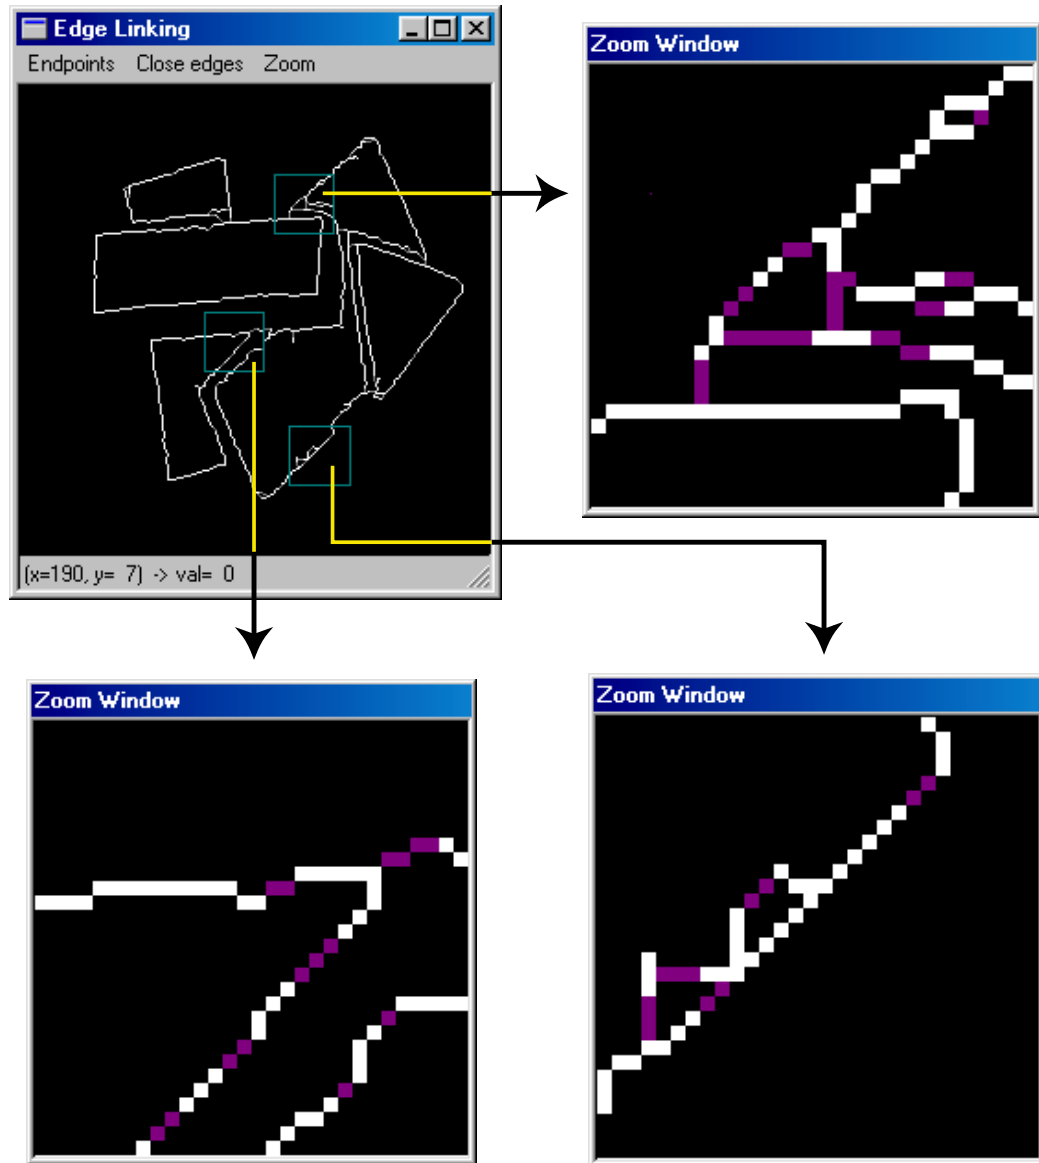 Edge Linking
Endpoints Close edges Zoom
Zoom Window
(x=190, y= 7) -> val= 0
Zoom Window
Zoom Window